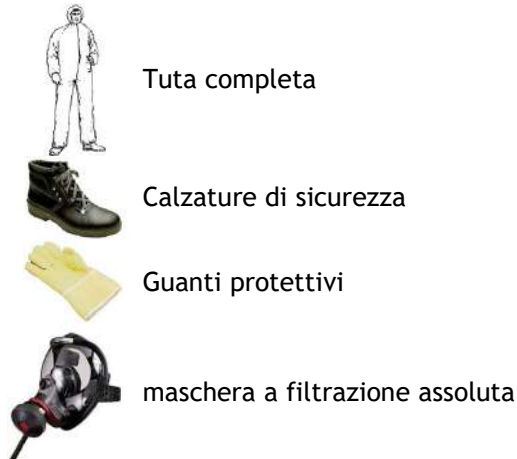 Tuta completa
Calzature di sicurezza
Guanti protettivi
maschera a filtrazione assoluta